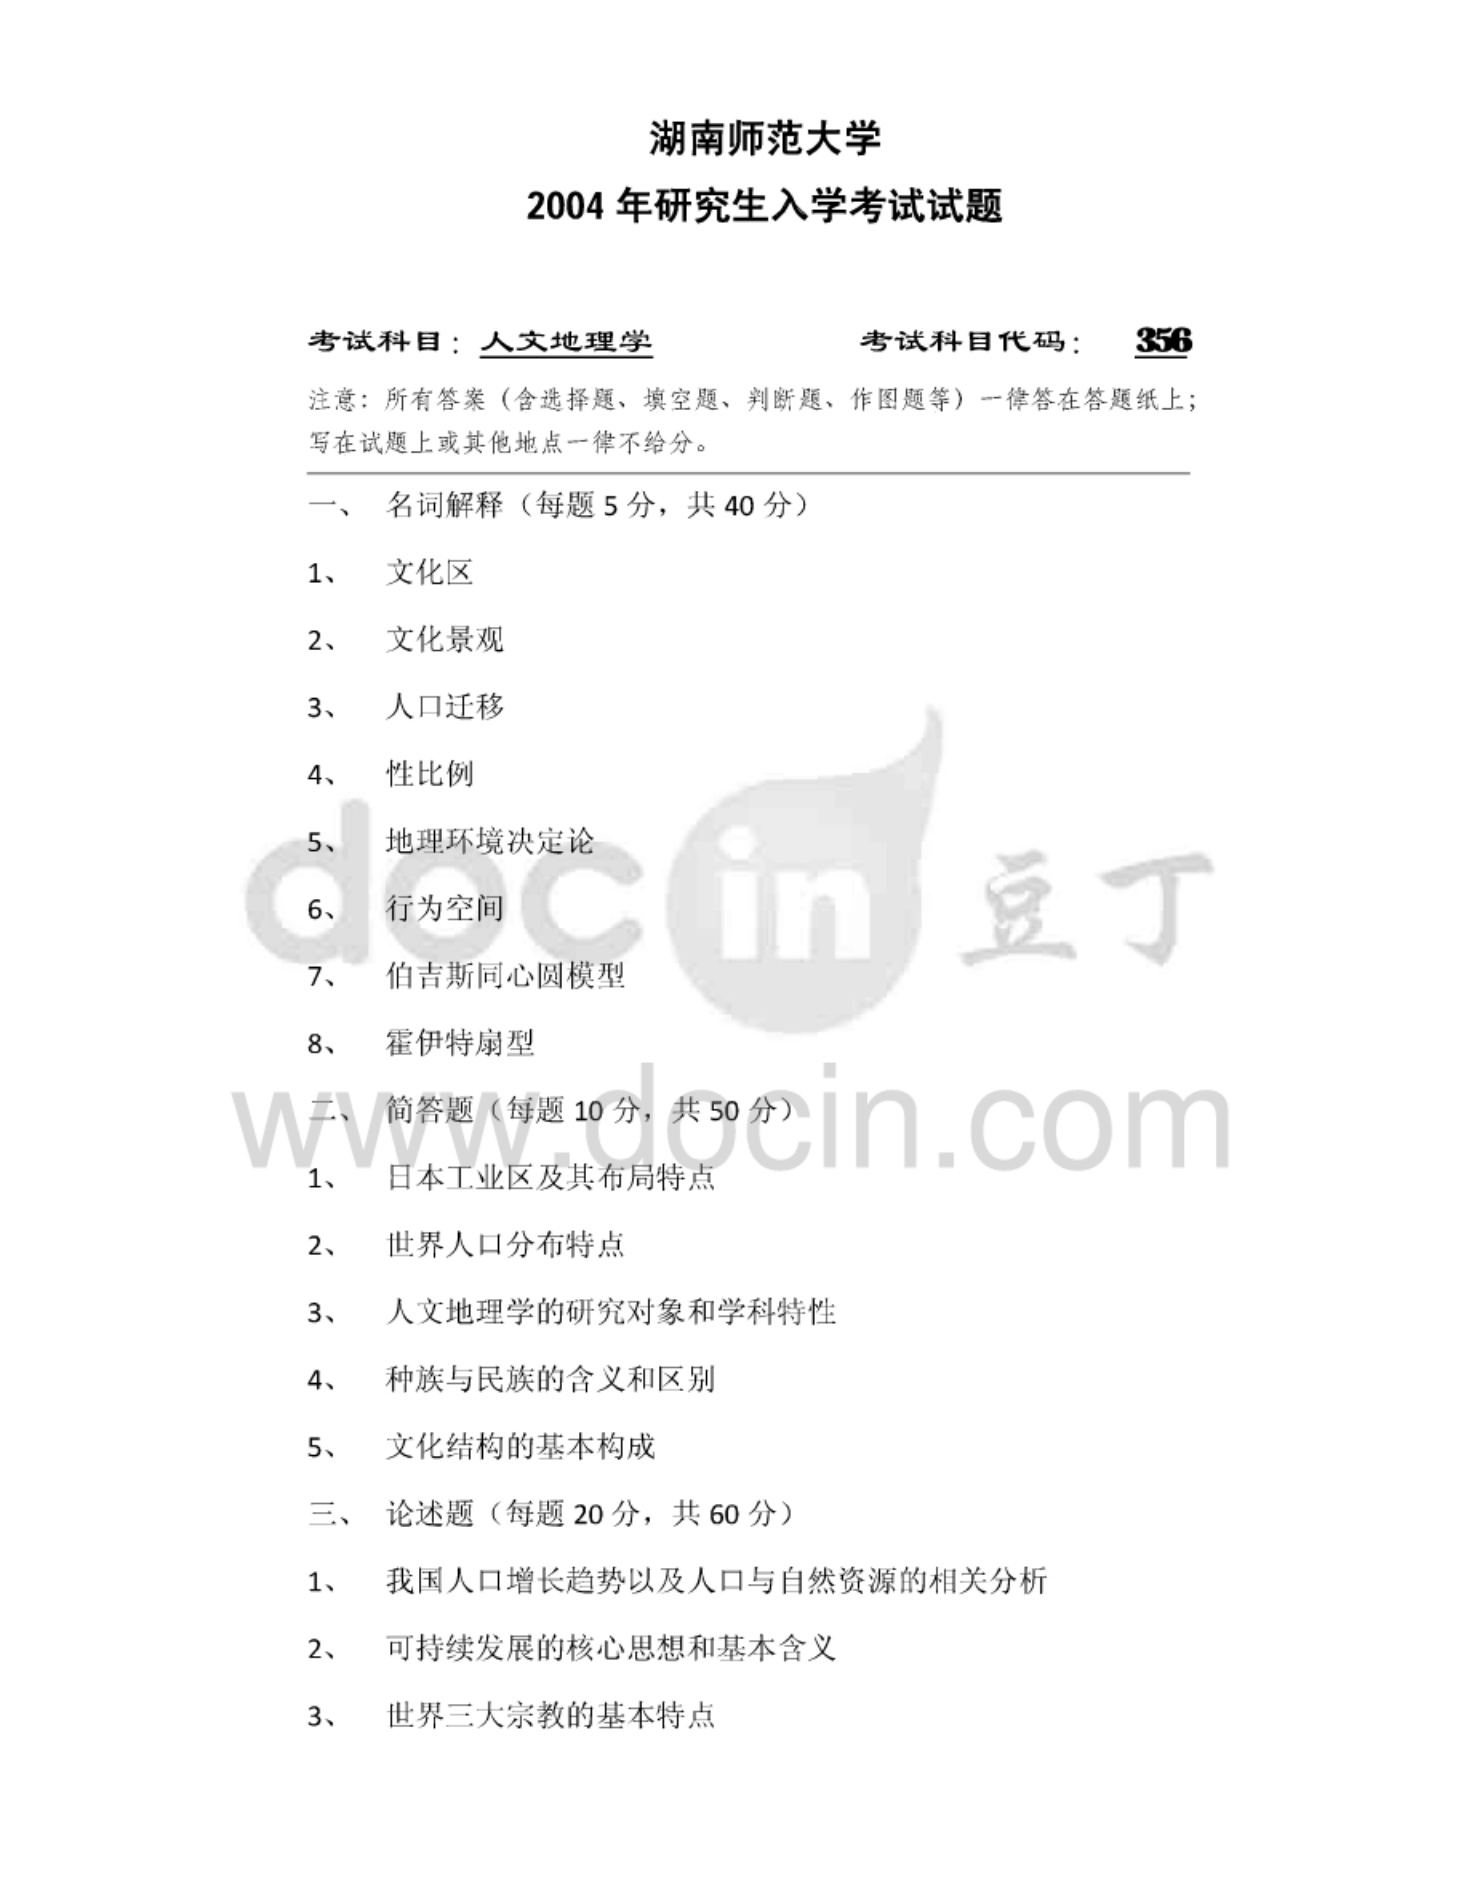 湖南师范大学
2004 年研究生入学考试试题
考试科目：人文地理学 考试科目代码： 356
注意：所有答案（含选择题、填空题、判断题、作图题等）一律答在答题纸上；
写在试题上或其他地点一律不给分。
一、 名词解释（每题 5 分，共 40 分）
1、 文化区
2、 文化景观
3、 人口迁移
4、 性比例
5、 地理环境决定论
6、 行为空间
7、 伯吉斯同心圆模型
8、 霍伊特扇型
二、 简答题（每题 10 分，共 50 分）
1、 日本工业区及其布局特点
2、 世界人口分布特点
3、 人文地理学的研究对象和学科特性
4、 种族与民族的含义和区别
5、 文化结构的基本构成
三、 论述题（每题 20 分，共 60 分）
1、 我国人口增长趋势以及人口与自然资源的相关分析
2、 可持续发展的核心思想和基本含义
3、 世界三大宗教的基本特点
docin 豆丁
www.docin.com